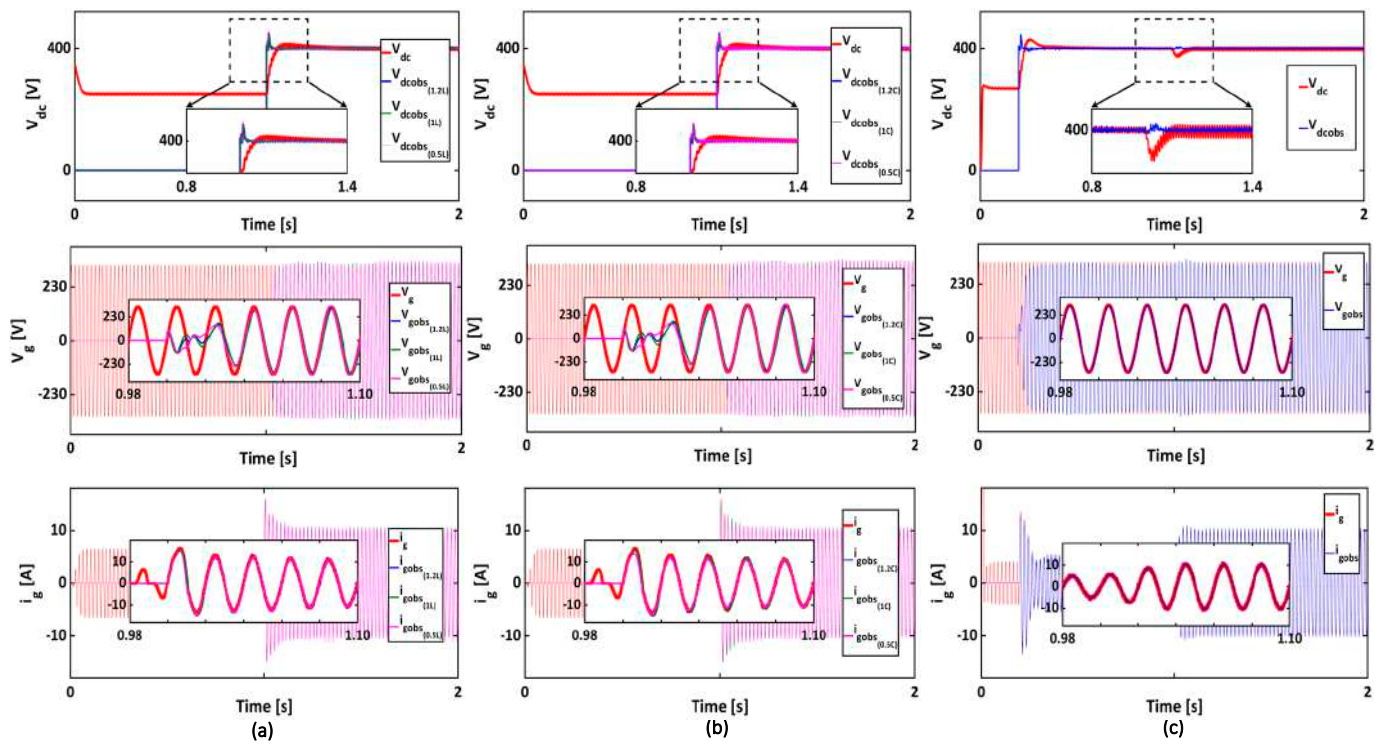 400
0
V_dc [V]
V_dc
V_dcobs(1.2L)
V_dcobs(1L)
V_dcobs(0.5L)
400
0.8
1.4
0
2
Time [s]
400
0
V_dc [V]
V_dc
V_dcobs(1.2C)
V_dcobs(1C)
V_dcobs(0.5C)
400
0.8
1.4
0
2
Time [s]
400
0
V_dc [V]
V_dc
V_dcobs
400
0.8
1.4
0
2
Time [s]
230
0
-230
V_g [V]
V_g
V_gobs(1.2L)
V_gobs(1L)
V_gobs(0.5L)
230
0
-230
0.98
1.10
0
2
Time [s]
230
0
-230
V_g [V]
V_g
V_gobs(1.2C)
V_gobs(1C)
V_gobs(0.5C)
230
0
-230
0.98
1.10
0
2
Time [s]
230
0
-230
V_g [V]
V_g
V_gobs
230
0
-230
0.98
1.10
0
2
Time [s]
10
0
-10
i_g [A]
i_g
i_gobs(1.2L)
i_gobs(1L)
i_gobs(0.5L)
10
0
-10
0.98
1.10
0
2
Time [s]
10
0
-10
i_g [A]
i_g
i_gobs(1.2C)
i_gobs(1C)
i_gobs(0.5C)
10
0
-10
0.98
1.10
0
2
Time [s]
10
0
-10
i_g [A]
i_g
i_gobs
10
0
-10
0.98
1.10
0
2
Time [s]
(a)
(b)
(c)